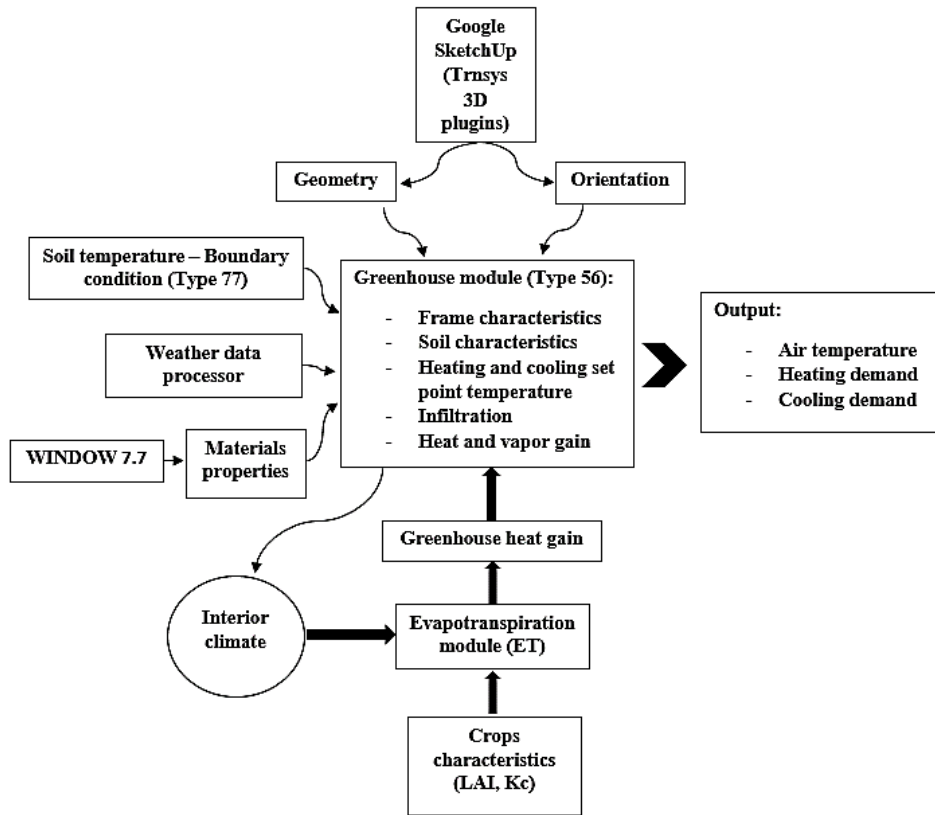 Google
SketchUp
(Trnsys
3D
plugins)
Geometry
Orientation
Soil temperature – Boundary
condition (Type 77)
Weather data
processor
WINDOW 7.7
Materials
properties
Greenhouse module (Type 56):
- Frame characteristics
- Soil characteristics
- Heating and cooling set
point temperature
- Infiltration
- Heat and vapor gain
Output:
- Air temperature
- Heating demand
- Cooling demand
Greenhouse heat gain
Interior
climate
Evapotranspiration
module (ET)
Crops
characteristics
(LAI, Kc)